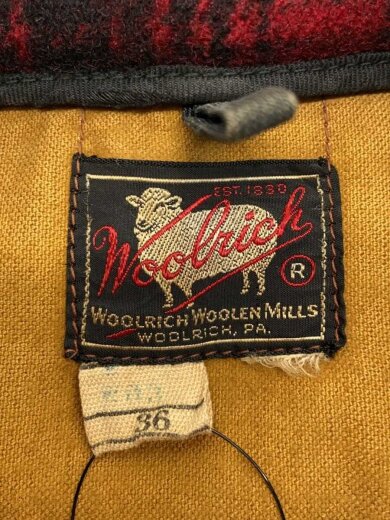 EST. 1830
Woolrich
R
WOOLRICH WOOLEN MILLS
WOOLRICH, PA.
36